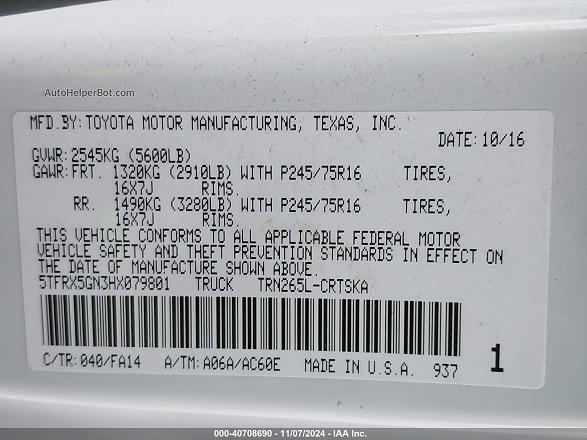 AutoHelperBot.com
MFD.BY:TOYOTA MOTOR MANUFACTURING, TEXAS, INC.
DATE:10/16
GVWR:2545KG (5600LB)
GAWR:FRT. 1320KG (2910LB) WITH P245/75R16 TIRES,
16X7J RIMS.
RR. 1490KG (3280LB) WITH P245/75R16 TIRES,
16X7J RIMS.
THIS VEHICLE CONFORMS TO ALL APPLICABLE FEDERAL MOTOR
VEHICLE SAFETY AND THEFT PREVENTION STANDARDS IN EFFECT ON
THE DATE OF MANUFACTURE SHOWN ABOVE.
5TFRX5GN3HX079801 TRUCK TRN265L-CRTSKA
C/TR:040/FA14 A/TM:A06A/AC60E MADE IN U.S.A. 937
1
000-40708690 - 11/07/2024 - IAA Inc.